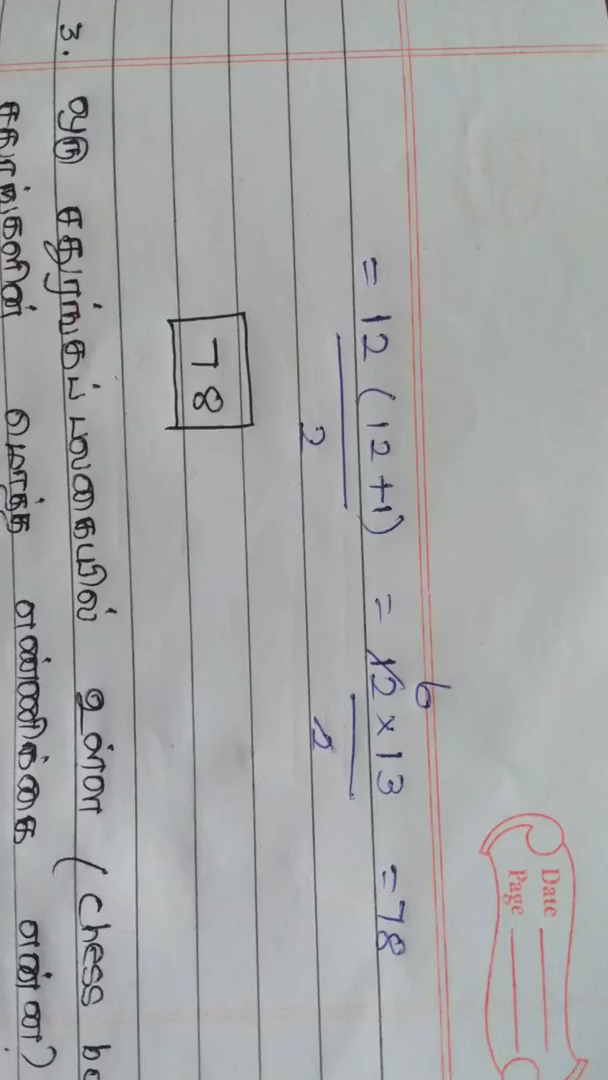 Date
Page
= 12 (12+1) = 12 x 13 = 78
2 2
6
78
3. ஒரு சதுரங்கப் பலகையில் உள்ள (chess
சதுரங்களின் மொத்த எண்ணிக்கை என்ன?